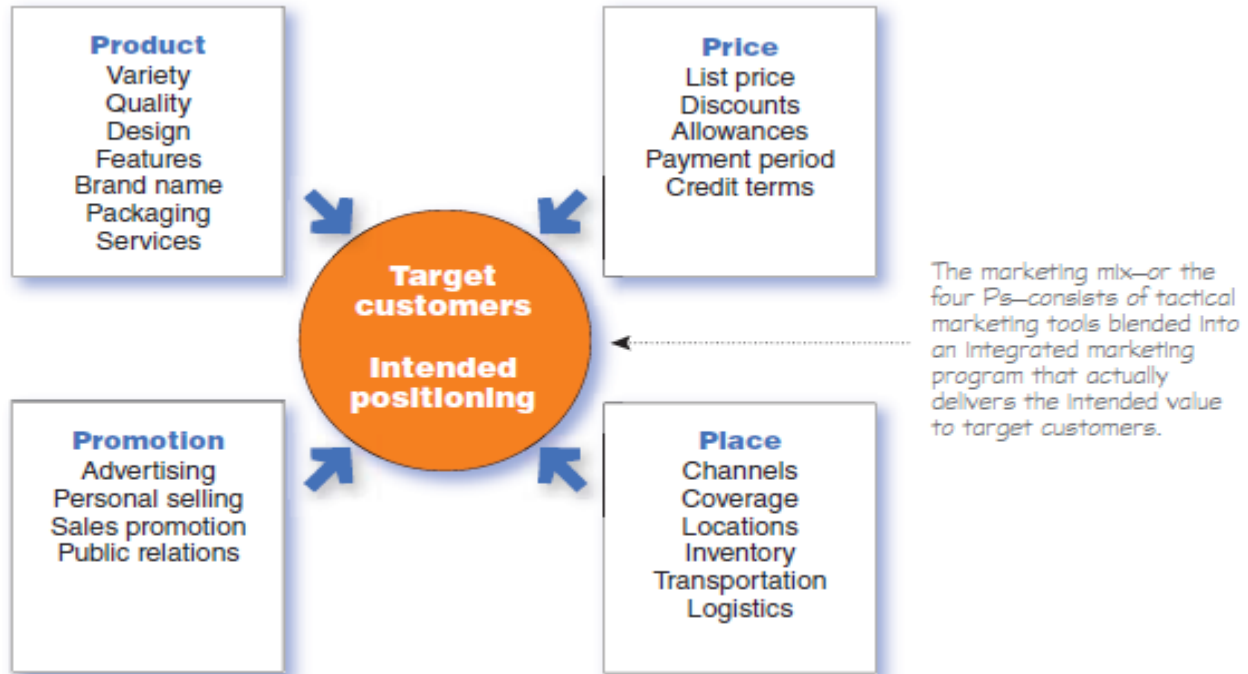 Product
Variety
Quality
Design
Features
Brand name
Packaging
Services
Price
List price
Discounts
Allowances
Payment period
Credit terms
Target
customers
Intended
positioning
The marketing mix—or the
four Ps—consists of tactical
marketing tools blended into
an integrated marketing
program that actually
delivers the intended value
to target customers.
Promotion
Advertising
Personal selling
Sales promotion
Public relations
Place
Channels
Coverage
Locations
Inventory
Transportation
Logistics